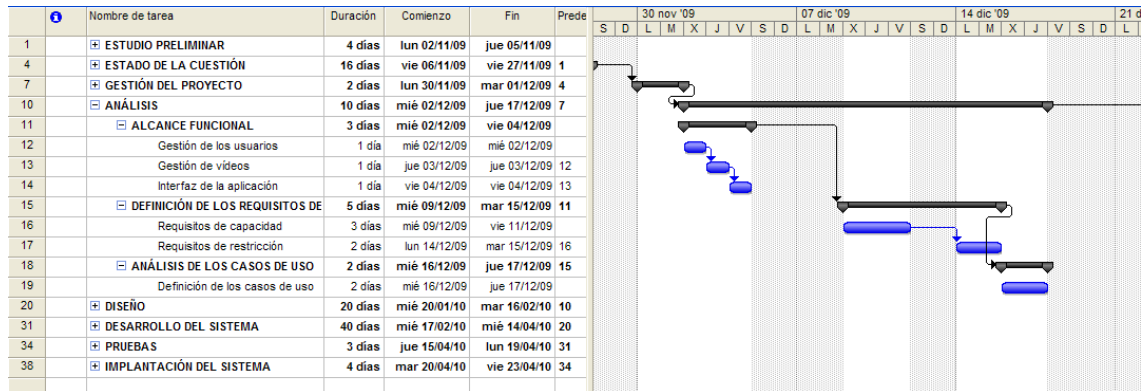 Nombre de tarea Duración Comienzo Fin Prede 30 nov '09 07 dic '09 14 dic '09 21 d
S D L M X J V S D L M X J V S D L M X J V S D L
1 ESTUDIO PRELIMINAR 4 días lun 02/11/09 jue 05/11/09
4 ESTADO DE LA CUESTIÓN 16 días vie 06/11/09 vie 27/11/09 1
7 GESTIÓN DEL PROYECTO 2 días lun 30/11/09 mar 01/12/09 4
10 ANÁLISIS 10 días mié 02/12/09 jue 17/12/09 7
11 ALCANCE FUNCIONAL 3 días mié 02/12/09 vie 04/12/09
12 Gestión de los usuarios 1 día mié 02/12/09 mié 02/12/09
13 Gestión de vídeos 1 día jue 03/12/09 jue 03/12/09 12
14 Interfaz de la aplicación 1 día vie 04/12/09 vie 04/12/09 13
15 DEFINICIÓN DE LOS REQUISITOS DE 5 días mié 09/12/09 mar 15/12/09 11
16 Requisitos de capacidad 3 días mié 09/12/09 vie 11/12/09
17 Requisitos de restricción 2 días lun 14/12/09 mar 15/12/09 16
18 ANÁLISIS DE LOS CASOS DE USO 2 días mié 16/12/09 jue 17/12/09 15
19 Definición de los casos de uso 2 días mié 16/12/09 jue 17/12/09
20 DISEÑO 20 días mié 20/01/10 mar 16/02/10 10
31 DESARROLLO DEL SISTEMA 40 días mié 17/02/10 mié 14/04/10 20
34 PRUEBAS 3 días jue 15/04/10 lun 19/04/10 31
38 IMPLANTACIÓN DEL SISTEMA 4 días mar 20/04/10 vie 23/04/10 34